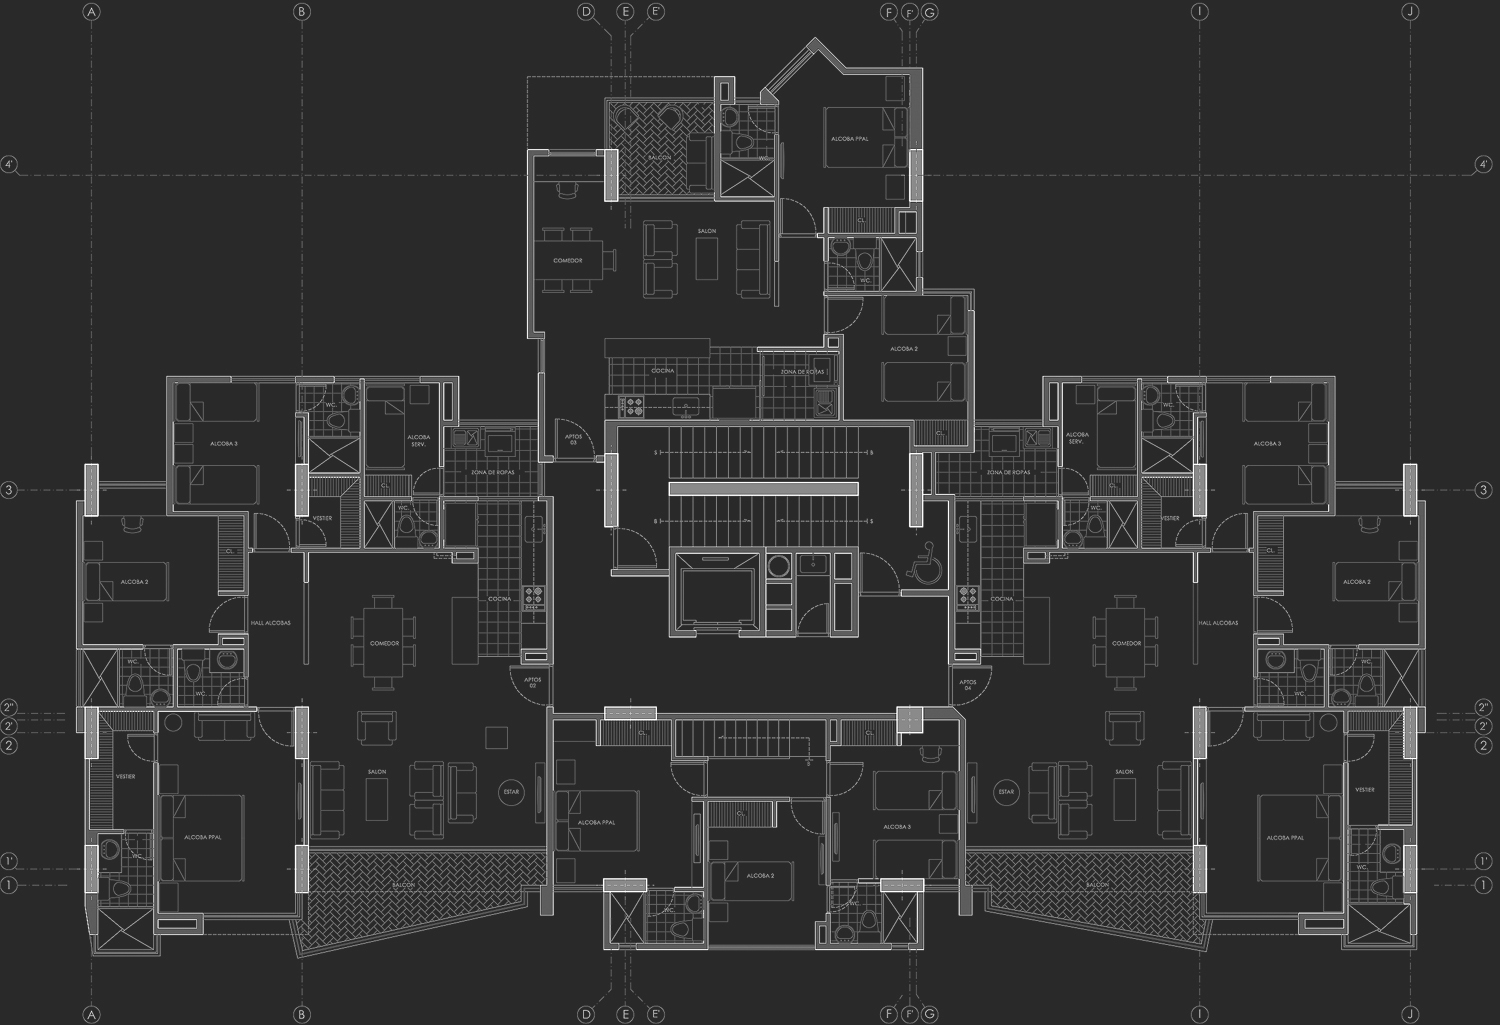 A B D E E' F F' G I J
4' 4'
ALCOBA PPAL
BALCON
WC.
CL.
SALON
COMEDOR
WC.
ALCOBA 2
COCINA
ZONA DE ROPAS
WC. WC.
CL.
APTOS
03
ALCOBA 3
ALCOBA
SERV.
ALCOBA
SERV.
ALCOBA 3
S B
ZONA DE ROPAS ZONA DE ROPAS
CL. CL.
3 3
WC. WC.
VESTIER VESTIER
B S
CL. CL.
ALCOBA 2 ALCOBA 2
COCINA COCINA
HALL ALCOBAS HALL ALCOBAS
COMEDOR COMEDOR
WC. WC.
APTOS
02
APTOS
04
WC. WC.
2'' 2''
2' 2'
CL. CL.
2 2
B
VESTIER SALON SALON VESTIER
ESTAR ESTAR
CL.
ALCOBA PPAL ALCOBA PPAL ALCOBA 3 ALCOBA PPAL
WC. WC.
1' 1'
ALCOBA 2
1 BALCON BALCON 1
WC. WC.
A B D E E' F F' G I J